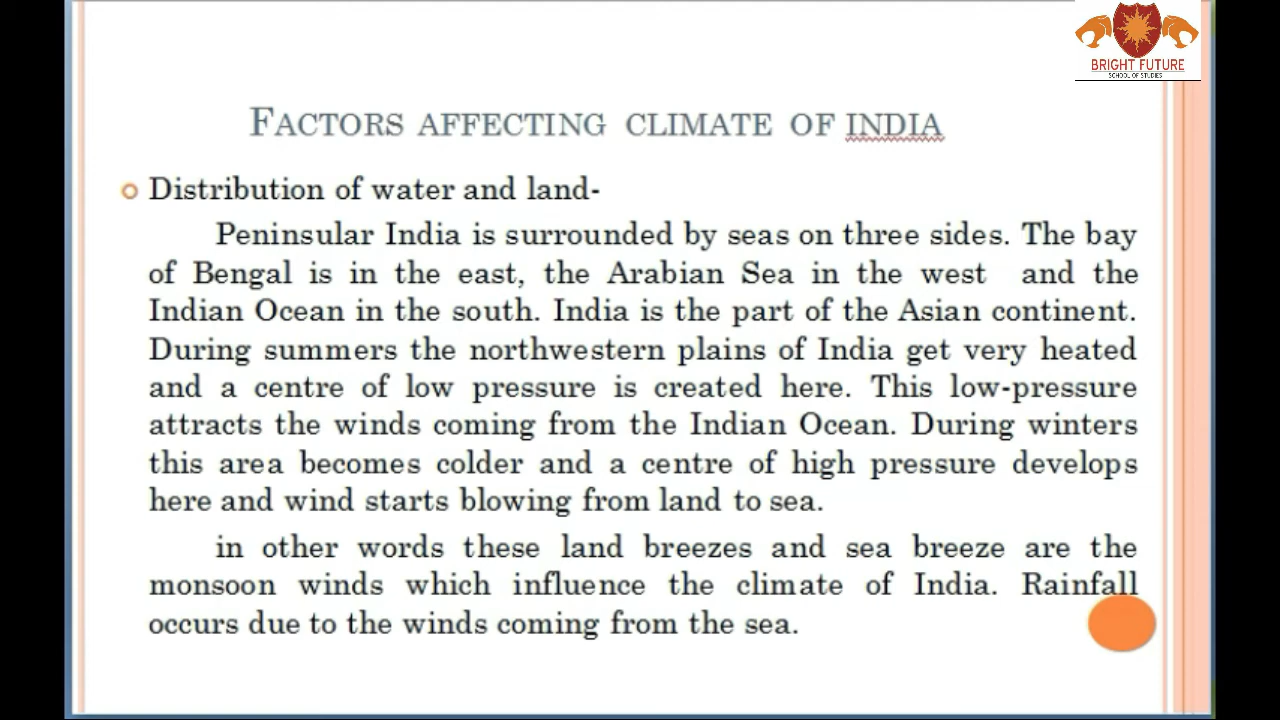 BRIGHT FUTURE
SCHOOL OF STUDIES
FACTORS AFFECTING CLIMATE OF INDIA
Distribution of water and land-
Peninsular India is surrounded by seas on three sides. The bay
of Bengal is in the east, the Arabian Sea in the west and the
Indian Ocean in the south. India is the part of the Asian continent.
During summers the northwestern plains of India get very heated
and a centre of low pressure is created here. This low-pressure
attracts the winds coming from the Indian Ocean. During winters
this area becomes colder and a centre of high pressure develops
here and wind starts blowing from land to sea.
in other words these land breezes and sea breeze are the
monsoon winds which influence the climate of India. Rainfall
occurs due to the winds coming from the sea.